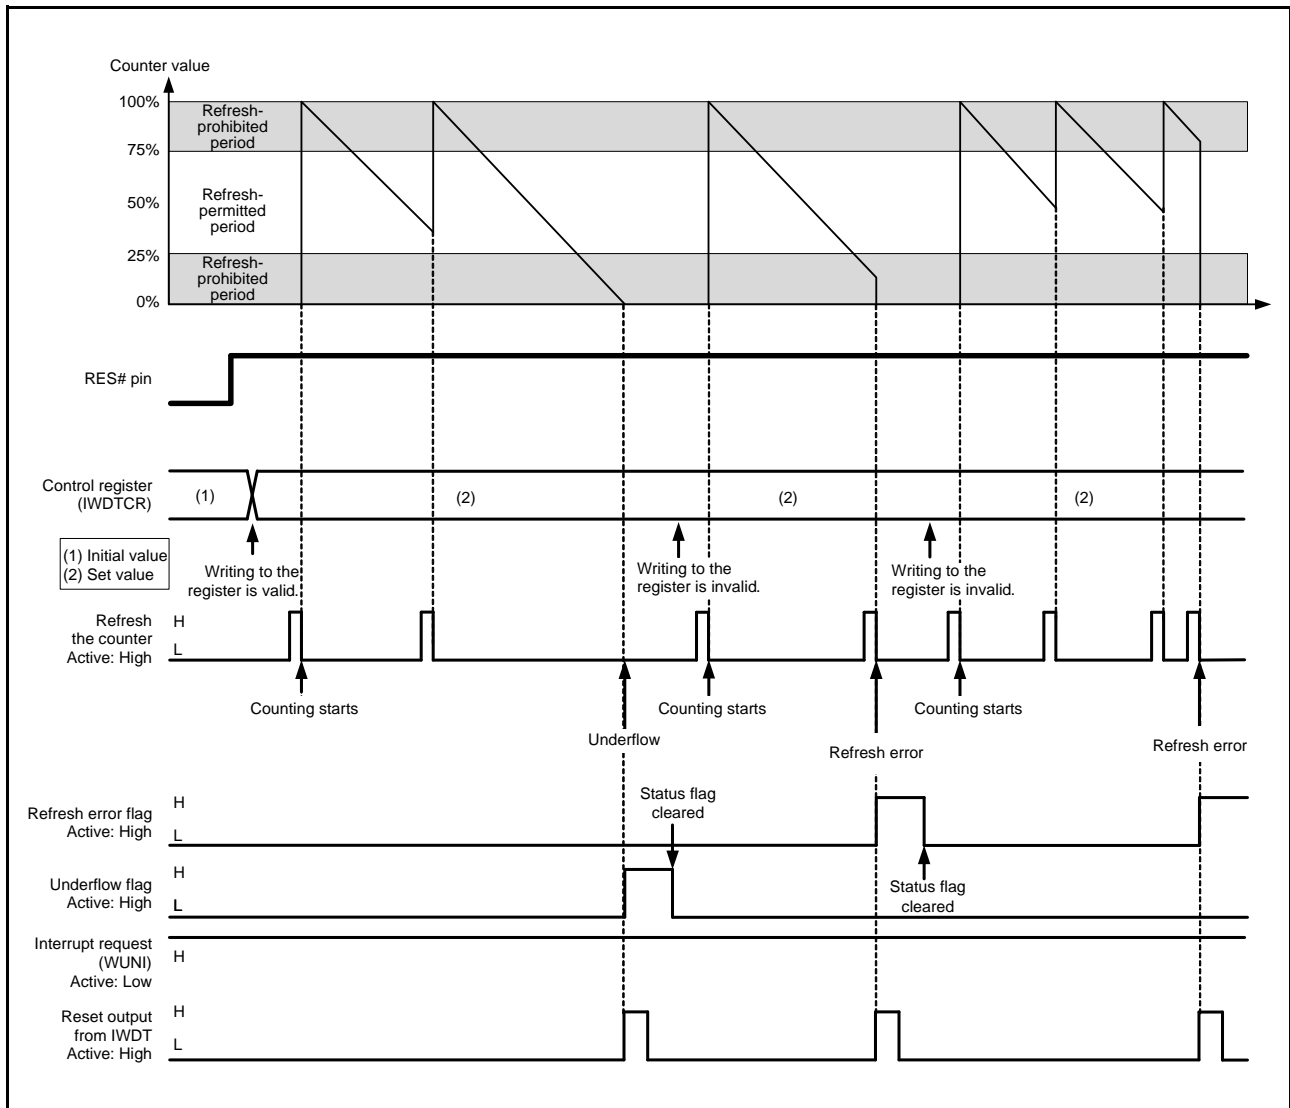 Counter value
100%
Refresh-
prohibited
period
75%
50%
Refresh-
permitted
period
25%
Refresh-
prohibited
period
0%
RES# pin
Control register
(IWDTCR)
(1)
(2)
(2)
(2)
(1) Initial value
(2) Set value
Writing to the
register is valid.
Writing to the
register is invalid.
Writing to the
register is invalid.
Refresh
the counter
Active: High
H
L
Counting starts
Counting starts
Counting starts
Underflow
Refresh error
Refresh error
Refresh error flag
Active: High
H
L
Status flag
cleared
Underflow flag
Active: High
H
L
Status flag
cleared
Interrupt request
(WUNI)
Active: Low
H
Reset output
from IWDT
Active: High
H
L